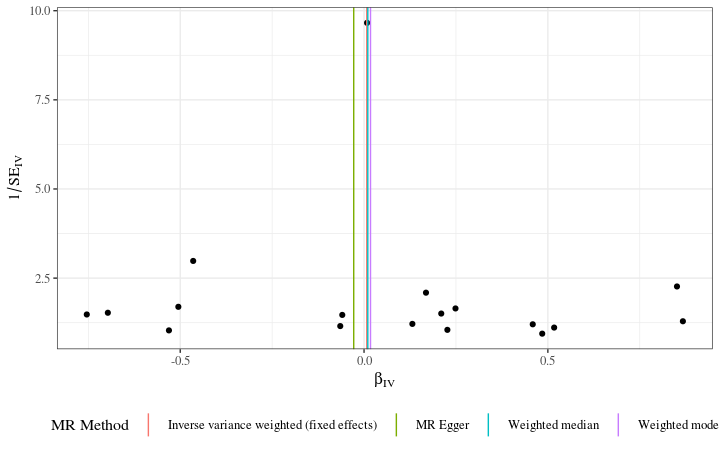 10.0
7.5
5.0
2.5
1/SE_IV
-0.5 0.0 0.5
β_IV
MR Method Inverse variance weighted (fixed effects) MR Egger Weighted median Weighted mode